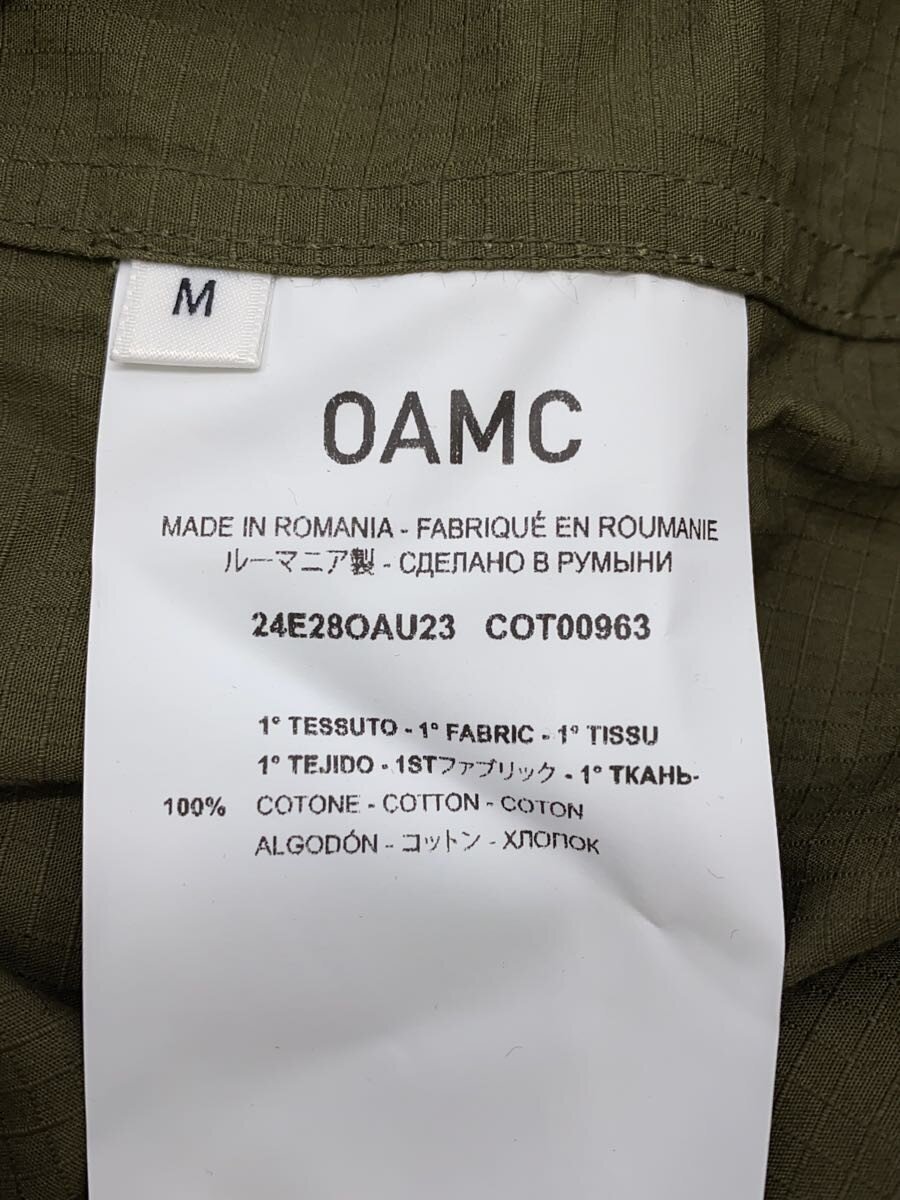 M
OAMC
MADE IN ROMANIA - FABRIQUÉ EN ROUMANIE
ルーマニア製 - СДЕЛАНО В РУМЫНИ
24E28OAU23 COT00963
1° TESSUTO - 1° FABRIC - 1° TISSU
1° TEJIDO - 1STファブリック - 1° ТКАНЬ-
100% COTONE - COTTON - COTON
ALGODÓN - コットン - ХЛОПОК